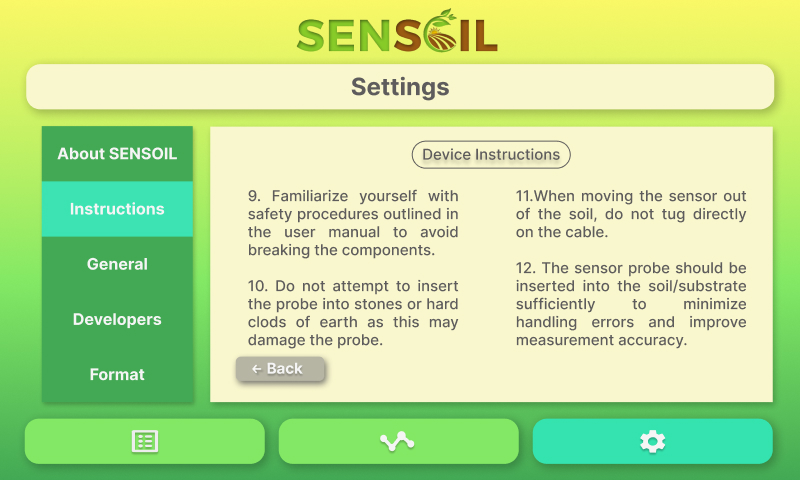 SENSOIL
Settings
About SENSOIL
Instructions
General
Developers
Format
Device Instructions
9. Familiarize yourself with
safety procedures outlined in
the user manual to avoid
breaking the components.
10. Do not attempt to insert
the probe into stones or hard
clods of earth as this may
damage the probe.
← Back
11.When moving the sensor out
of the soil, do not tug directly
on the cable.
12. The sensor probe should be
inserted into the soil/substrate
sufficiently to minimize
handling errors and improve
measurement accuracy.